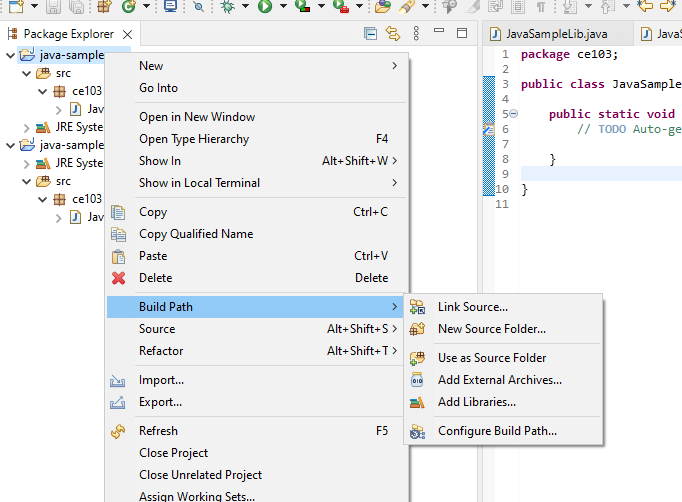 Package Explorer
java-sample
src
ce103
Jav
JRE Syste
java-sample
JRE Syste
src
ce103
Jav
New
Go Into
Open in New Window
Open Type Hierarchy F4
Show In Alt+Shift+W
Show in Local Terminal
Copy Ctrl+C
Copy Qualified Name
Paste Ctrl+V
Delete Delete
Build Path
Source Alt+Shift+S
Refactor Alt+Shift+T
Import...
Export...
Refresh F5
Close Project
Close Unrelated Project
Assign Working Sets...
Link Source...
New Source Folder...
Use as Source Folder
Add External Archives...
Add Libraries...
Configure Build Path...
JavaSampleLib.java
JavaS
1 package ce103;
2
3 public class JavaSample
4
5 public static void
6 // TODO Auto-ge
7
8 }
9
10 }
11